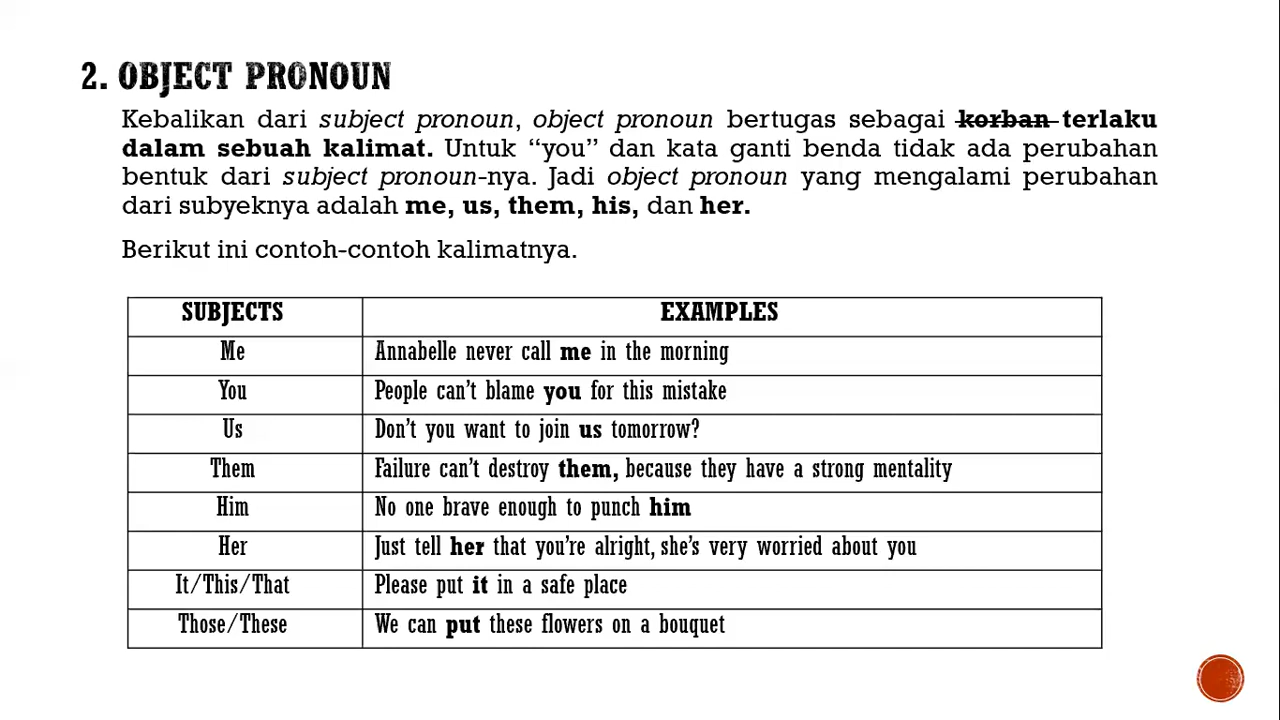 2. OBJECT PRONOUN
Kebalikan dari subject pronoun, object pronoun bertugas sebagai korban terlaku
dalam sebuah kalimat. Untuk “you” dan kata ganti benda tidak ada perubahan
bentuk dari subject pronoun-nya. Jadi object pronoun yang mengalami perubahan
dari subyeknya adalah me, us, them, his, dan her.
Berikut ini contoh-contoh kalimatnya.
SUBJECTS EXAMPLES
Me Annabelle never call me in the morning
You People can’t blame you for this mistake
Us Don’t you want to join us tomorrow?
Them Failure can’t destroy them, because they have a strong mentality
Him No one brave enough to punch him
Her Just tell her that you’re alright, she’s very worried about you
It/This/That Please put it in a safe place
Those/These We can put these flowers on a bouquet